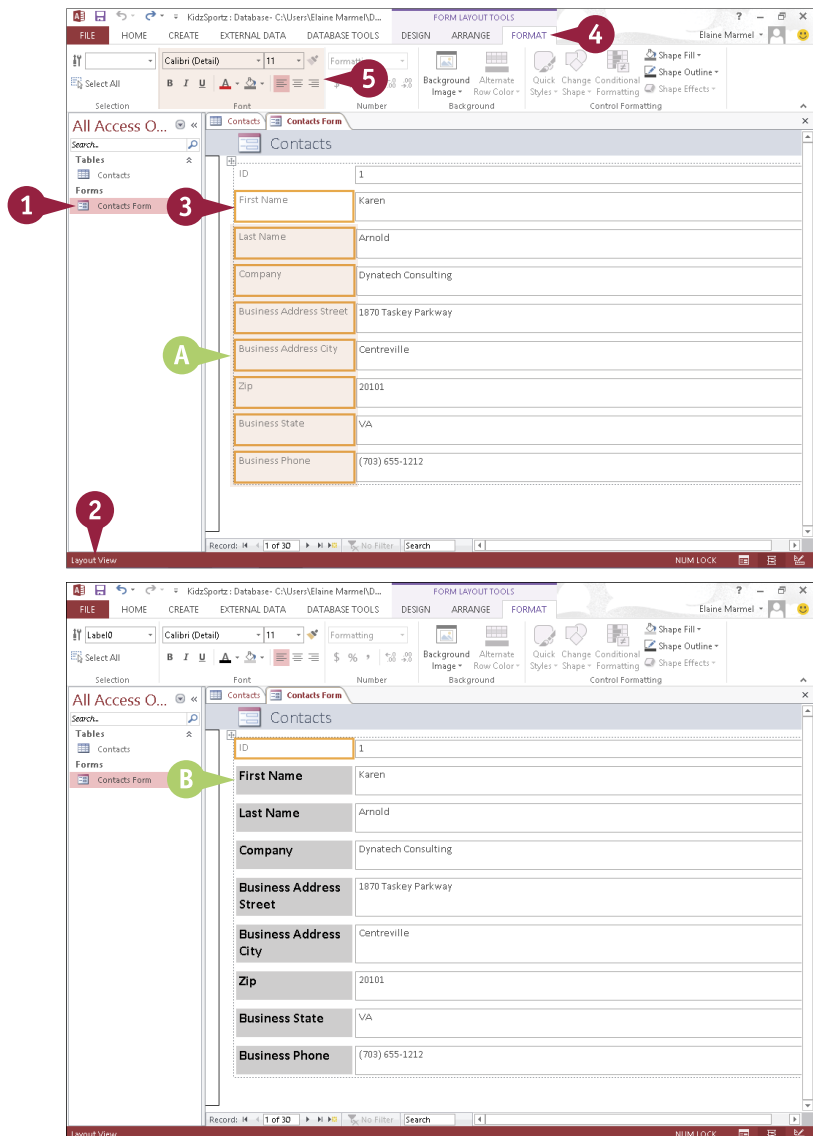 KidzSportz : Database- C:\Users\Elaine Marmel\D... FORM LAYOUT TOOLS ?
FILE HOME CREATE EXTERNAL DATA DATABASE TOOLS DESIGN ARRANGE FORMAT 4 Elaine Marmel
Calibri (Detail) 11 Format 5 Shape Fill
Select All B I U A Background Alternate Quick Change Conditional Shape Outline
Image Row Color Styles Shape Formatting Shape Effects
Selection Font Number Background Control Formatting
All Access O... « Contacts Contacts Form
Search.. Contacts
Tables
Contacts ID 1
Forms
1 Contacts Form 3 First Name Karen
Last Name Arnold
Company Dynatech Consulting
Business Address Street 1870 Taskey Parkway
A Business Address City Centreville
Zip 20101
Business State VA
Business Phone (703) 655-1212
2
Record: 1 of 30 No Filter Search
Layout View NUM LOCK
KidzSportz : Database- C:\Users\Elaine Marmel\D... FORM LAYOUT TOOLS ?
FILE HOME CREATE EXTERNAL DATA DATABASE TOOLS DESIGN ARRANGE FORMAT Elaine Marmel
Label0 Calibri (Detail) 11 Formatting Shape Fill
Select All B I U A $ % , Background Alternate Quick Change Conditional Shape Outline
Image Row Color Styles Shape Formatting Shape Effects
Selection Font Number Background Control Formatting
All Access O... « Contacts Contacts Form
Search.. Contacts
Tables
Contacts ID 1
Forms
Contacts Form B First Name Karen
Last Name Arnold
Company Dynatech Consulting
Business Address 1870 Taskey Parkway
Street
Business Address Centreville
City
Zip 20101
Business State VA
Business Phone (703) 655-1212
Record: 1 of 30 No Filter Search
Layout View NUM LOCK